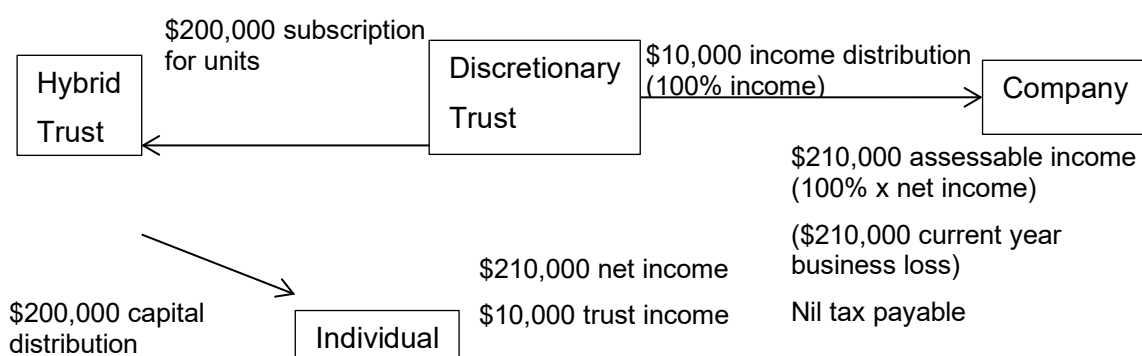 $200,000 subscription
for units
Hybrid
Trust
Discretionary
Trust
$10,000 income distribution
(100% income)
Company
$210,000 assessable income
(100% x net income)
($210,000 current year
business loss)
Nil tax payable
$210,000 net income
$10,000 trust income
$200,000 capital
distribution
Individual